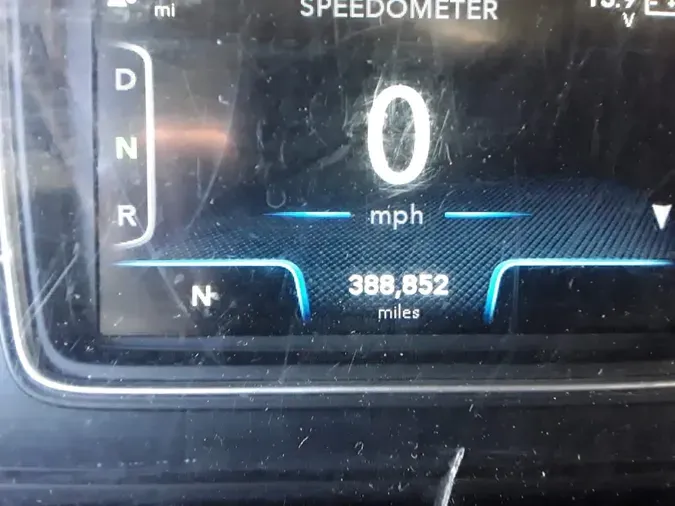 mi
SPEEDOMETER
V
D
N
R
0
mph
N
388,852
miles